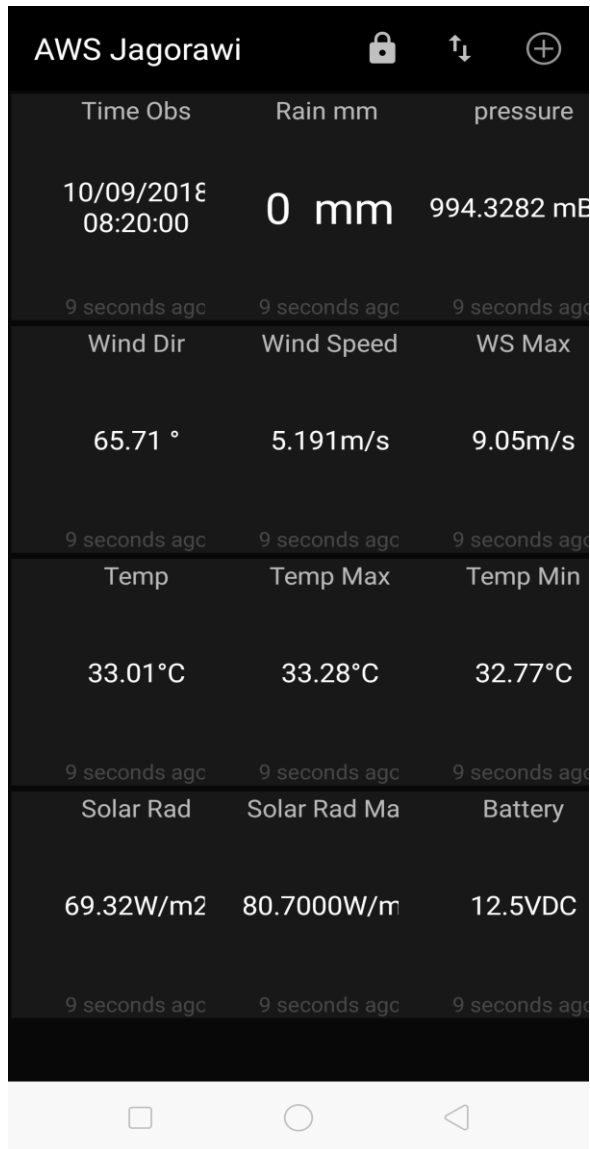 AWS Jagorawi
Time Obs Rain mm pressure
10/09/2018
08:20:00
0 mm
994.3282 mB
9 seconds ago 9 seconds ago 9 seconds ago
Wind Dir Wind Speed WS Max
65.71 ° 5.191m/s 9.05m/s
9 seconds ago 9 seconds ago 9 seconds ago
Temp Temp Max Temp Min
33.01°C 33.28°C 32.77°C
9 seconds ago 9 seconds ago 9 seconds ago
Solar Rad Solar Rad Ma Battery
69.32W/m2 80.7000W/m 12.5VDC
9 seconds ago 9 seconds ago 9 seconds ago